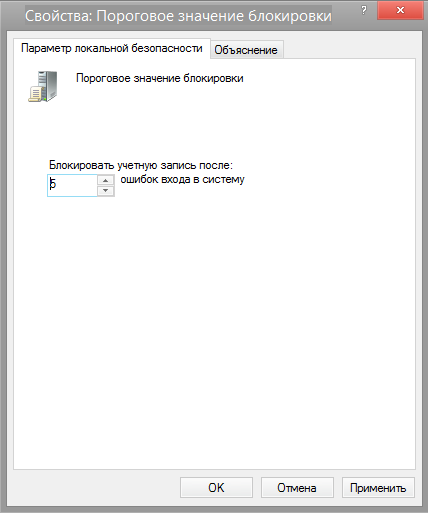 Свойства: Пороговое значение блокировки
Параметр локальной безопасности
Объяснение
Пороговое значение блокировки
Блокировать учетную запись после:
5 ошибок входа в систему
OK
Отмена
Применить